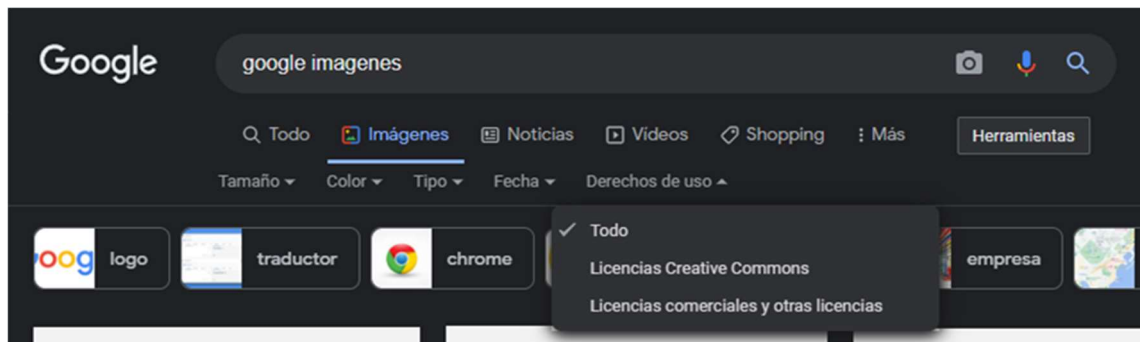 Google google imagenes
Todo Imágenes Noticias Vídeos Shopping Más Herramientas
Tamaño Color Tipo Fecha Derechos de uso
Todo
Licencias Creative Commons
Licencias comerciales y otras licencias
oog logo traductor chrome empresa